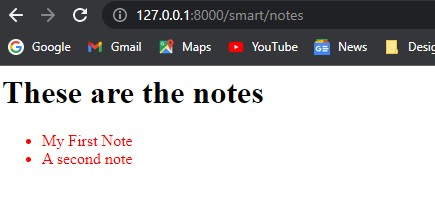 127.0.0.1:8000/smart/notes
Google Gmail Maps YouTube News Design
These are the notes
My First Note
A second note